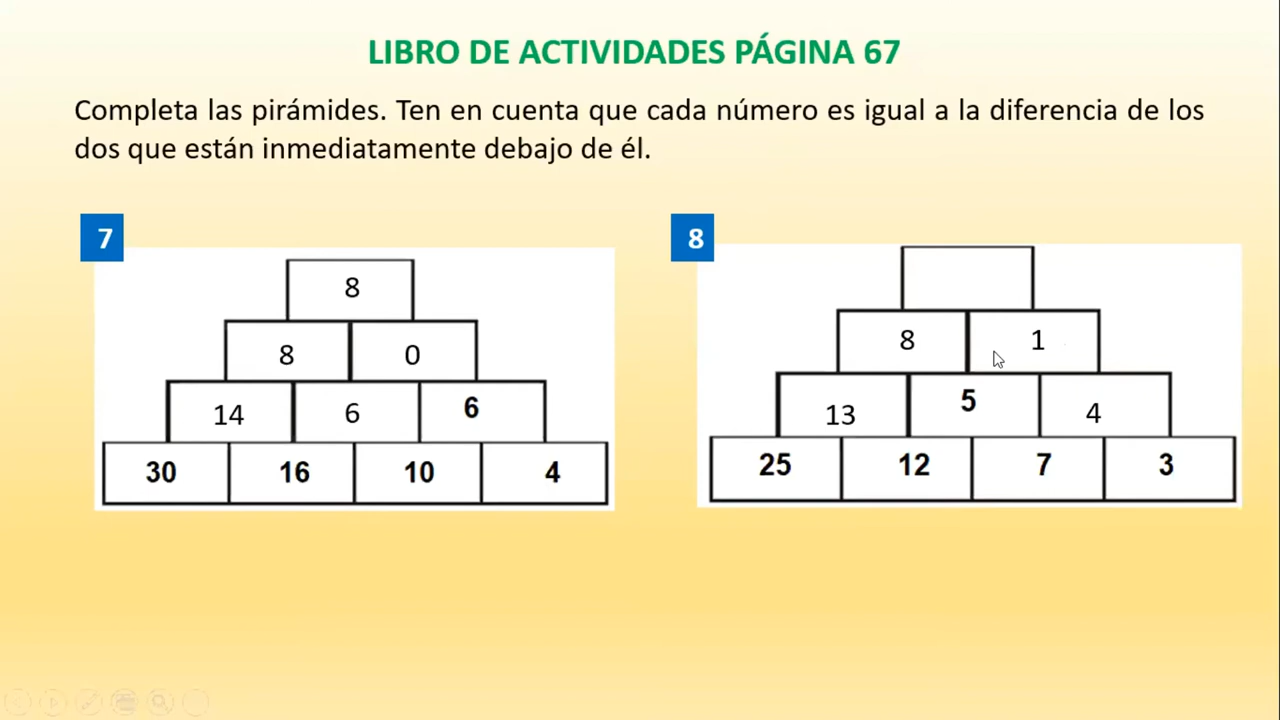 LIBRO DE ACTIVIDADES PÁGINA 67
Completa las pirámides. Ten en cuenta que cada número es igual a la diferencia de los
dos que están inmediatamente debajo de él.
7
8
8 0
14 6 6
30 16 10 4
8
8 1
13 5 4
25 12 7 3